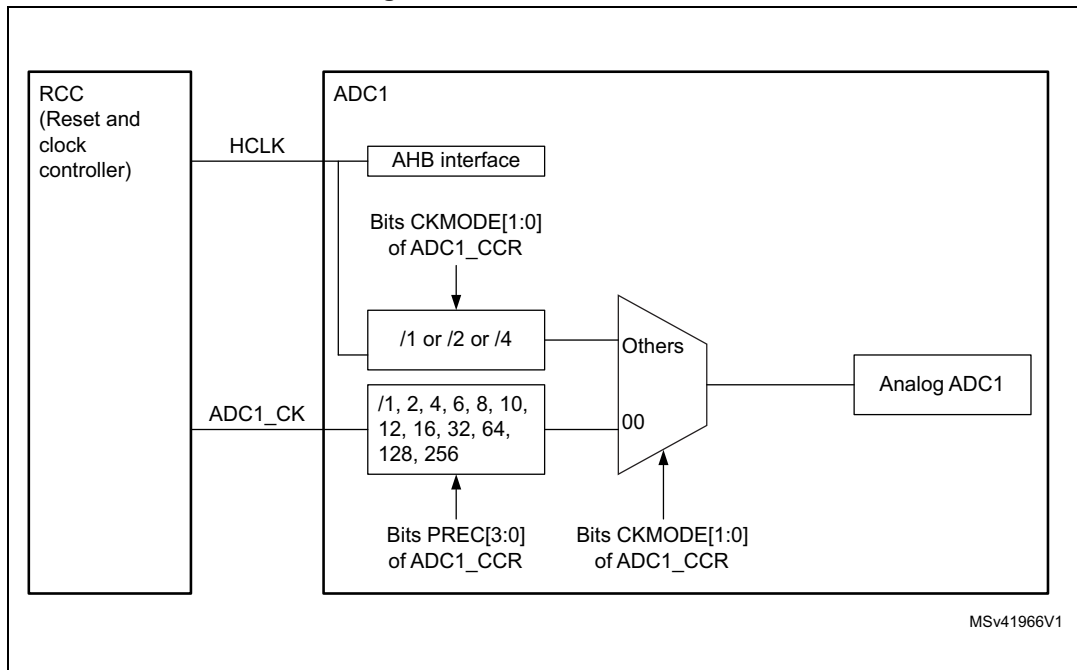 RCC
(Reset and
clock
controller)
HCLK
ADC1
AHB interface
Bits CKMODE[1:0]
of ADC1_CCR
/1 or /2 or /4
Others
Analog ADC1
ADC1_CK
/1, 2, 4, 6, 8, 10,
12, 16, 32, 64,
128, 256
00
Bits PREC[3:0]
of ADC1_CCR
Bits CKMODE[1:0]
of ADC1_CCR
MSv41966V1